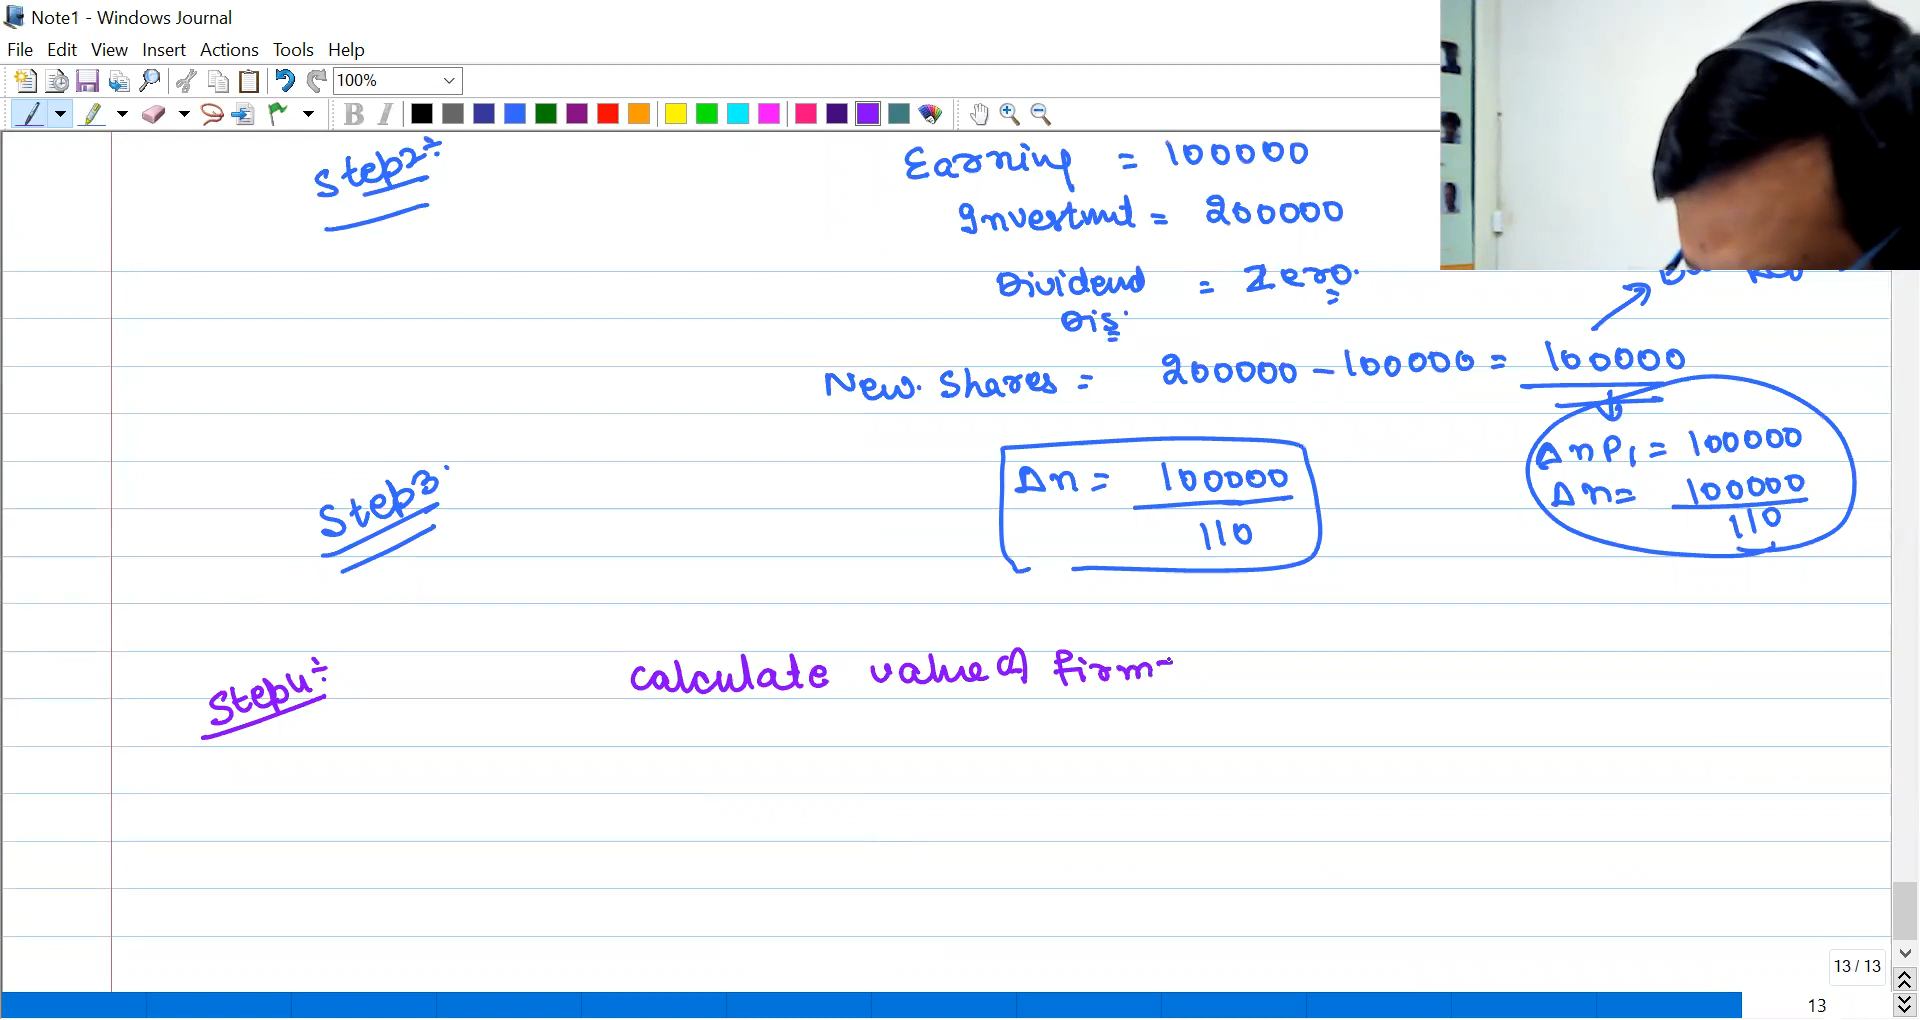 Note1 - Windows Journal
File Edit View Insert Actions Tools Help
100%
B I
Step2÷
Earning = 100000
Investmnt = 200000
Dividend = Zero.
Dis.
New. Shares = 200000 - 100000 = 100000
ΔnP₁ = 100000
Δn = 100000
110
Step3.
Δn = 100000
110
Step4÷ Calculate value of firm-
13 / 13
13